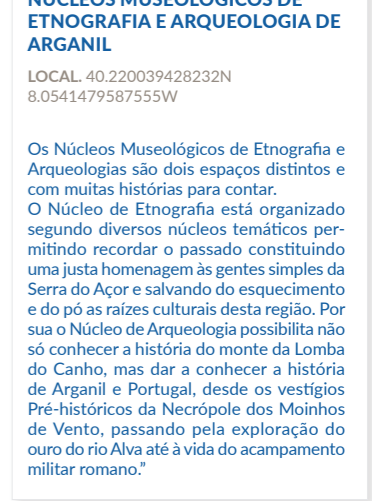 NÚCLEOS MUSEOLÓGICOS DE
ETNOGRAFIA E ARQUEOLOGIA DE
ARGANIL
LOCAL. 40.220039428232N
8.0541479587555W
Os Núcleos Museológicos de Etnografia e
Arqueologias são dois espaços distintos e
com muitas histórias para contar.
O Núcleo de Etnografia está organizado
segundo diversos núcleos temáticos per-
mitindo recordar o passado constituindo
uma justa homenagem às gentes simples da
Serra do Açor e salvando do esquecimento
e do pó as raízes culturais desta região. Por
sua o Núcleo de Arqueologia possibilita não
só conhecer a história do monte da Lomba
do Canho, mas dar a conhecer a história
de Arganil e Portugal, desde os vestígios
Pré-históricos da Necrópole dos Moinhos
de Vento, passando pela exploração do
ouro do rio Alva até à vida do acampamento
militar romano.”